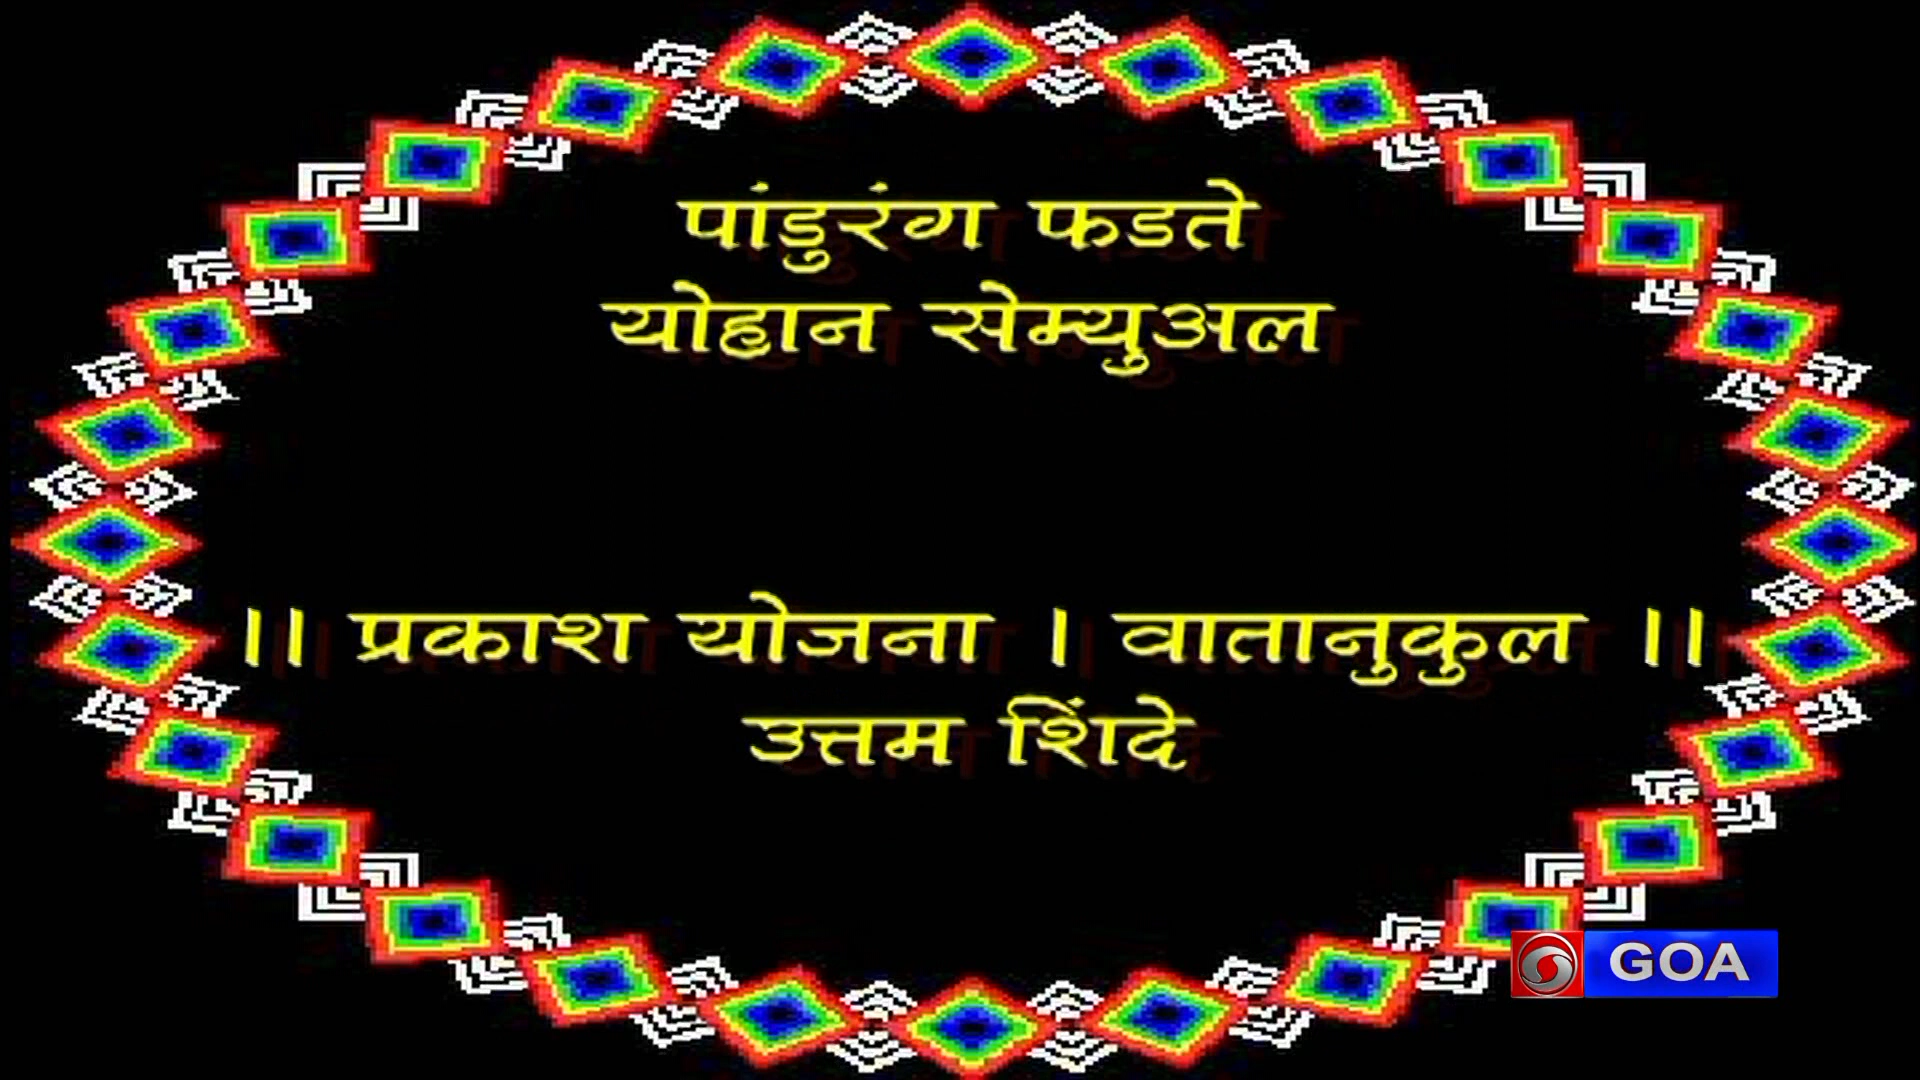 पांडुरंग फडते
योहान सेम्युअल
।। प्रकाश योजना । वातानुकुल ।।
उत्तम शिंदे
GOA